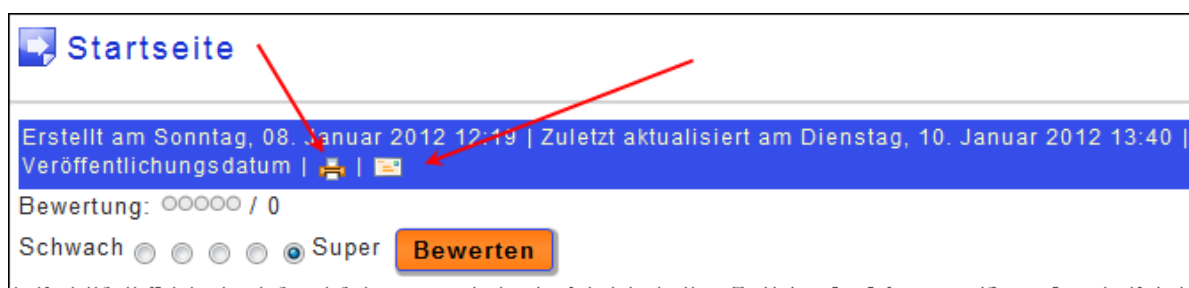 Startseite
Erstellt am Sonntag, 08. Januar 2012 12:19 | Zuletzt aktualisiert am Dienstag, 10. Januar 2012 13:40 |
Veröffentlichungsdatum | |
Bewertung: / 0
Schwach Super Bewerten